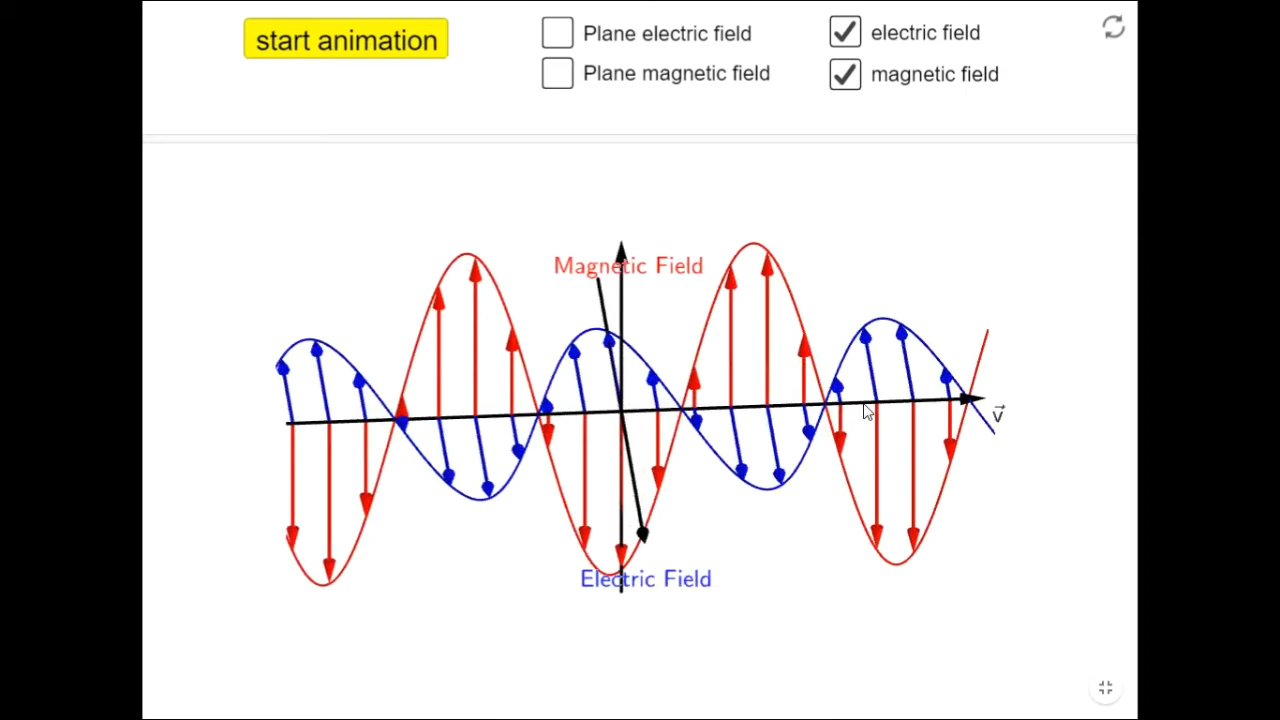 start animation
Plane electric field
electric field
Plane magnetic field
magnetic field
Magnetic Field
v⃗
Electric Field